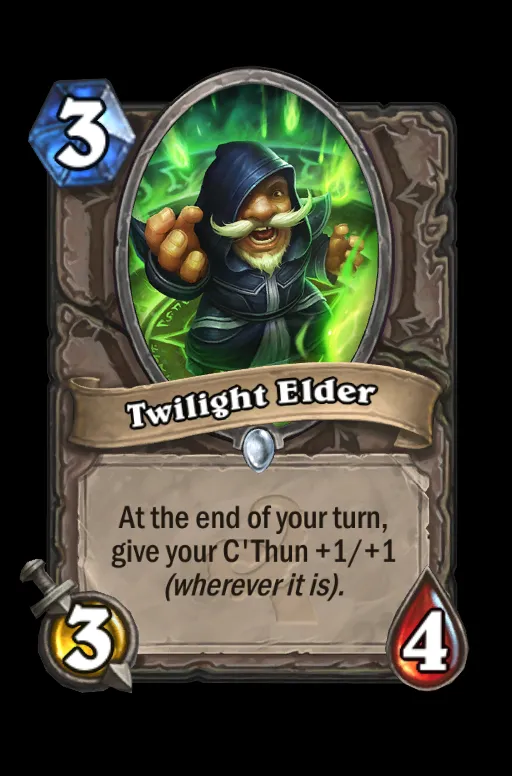 3
Twilight Elder
At the end of your turn,
give your C'Thun +1/+1
(wherever it is).
3
4